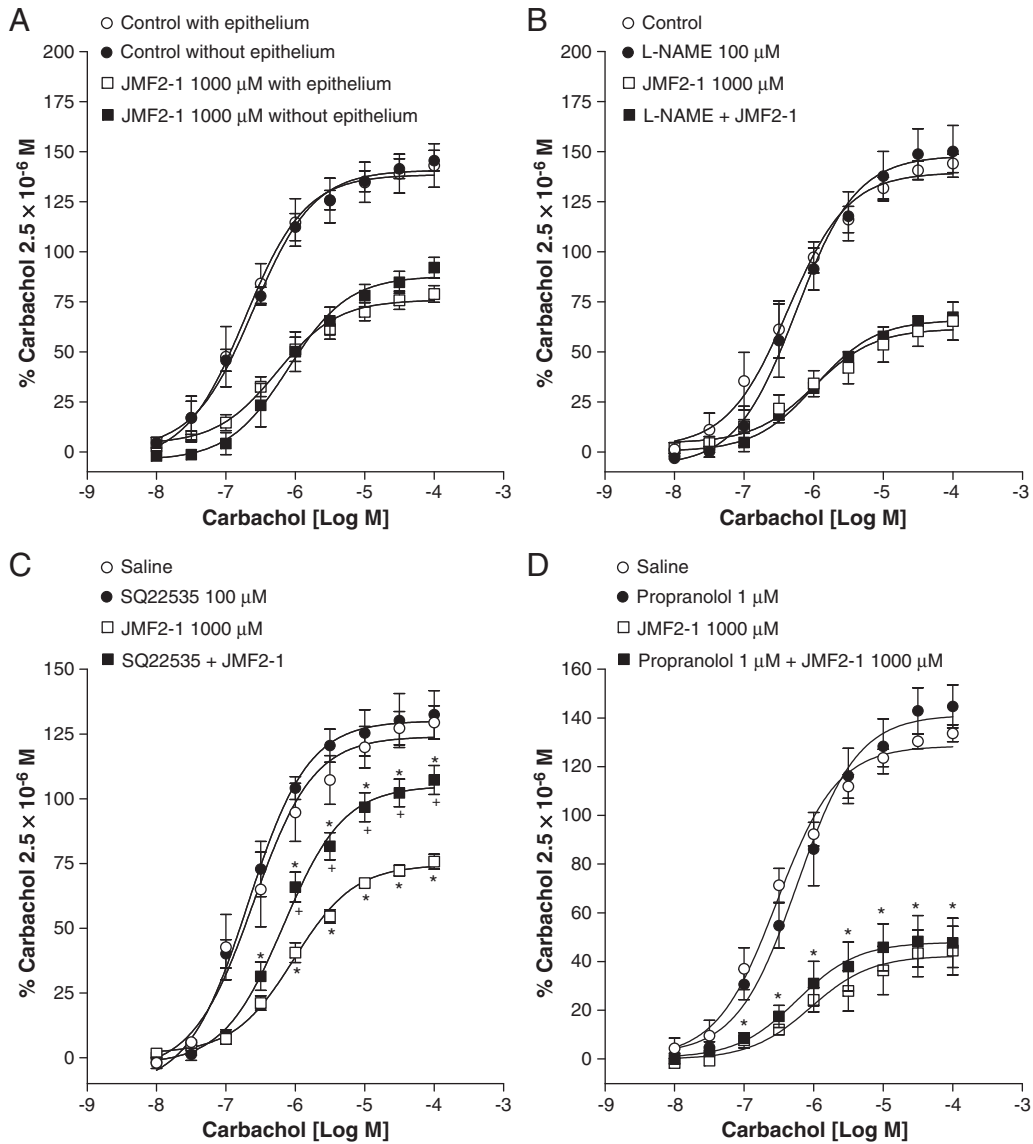 A
Control with epithelium
Control without epithelium
JMF2-1 1000 μM with epithelium
JMF2-1 1000 μM without epithelium
200
175
150
125
100
75
50
25
0
% Carbachol 2.5 × 10⁻⁶ M
-9
-8
-7
-6
-5
-4
-3
Carbachol [Log M]
B
Control
L-NAME 100 μM
JMF2-1 1000 μM
L-NAME + JMF2-1
200
175
150
125
100
75
50
25
0
% Carbachol 2.5 × 10⁻⁶ M
-9
-8
-7
-6
-5
-4
-3
Carbachol [Log M]
C
Saline
SQ22535 100 μM
JMF2-1 1000 μM
SQ22535 + JMF2-1
150
125
100
75
50
25
0
% Carbachol 2.5 × 10⁻⁶ M
-9
-8
-7
-6
-5
-4
-3
Carbachol [Log M]
D
Saline
Propranolol 1 μM
JMF2-1 1000 μM
Propranolol 1 μM + JMF2-1 1000 μM
160
140
120
100
80
60
40
20
0
% Carbachol 2.5 × 10⁻⁶ M
-9
-8
-7
-6
-5
-4
-3
Carbachol [Log M]